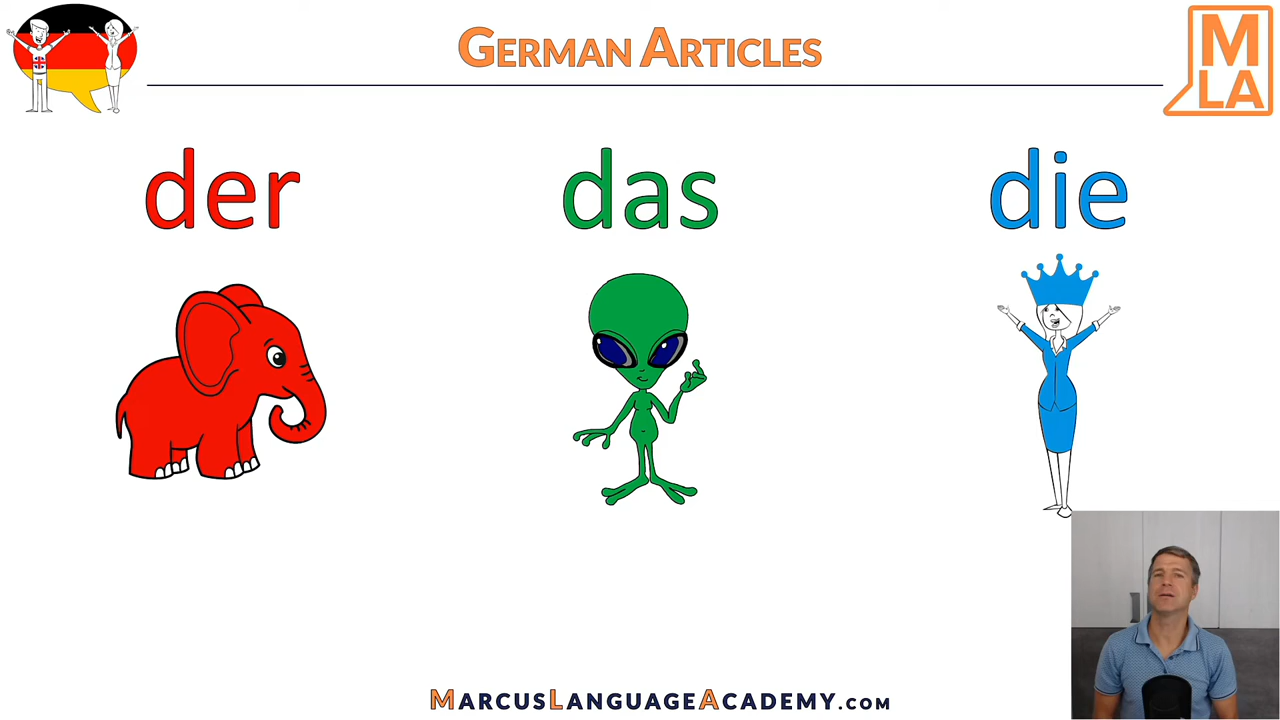 GERMAN ARTICLES
M
LA
der das die
MARCUSLANGUAGEACADEMY.COM